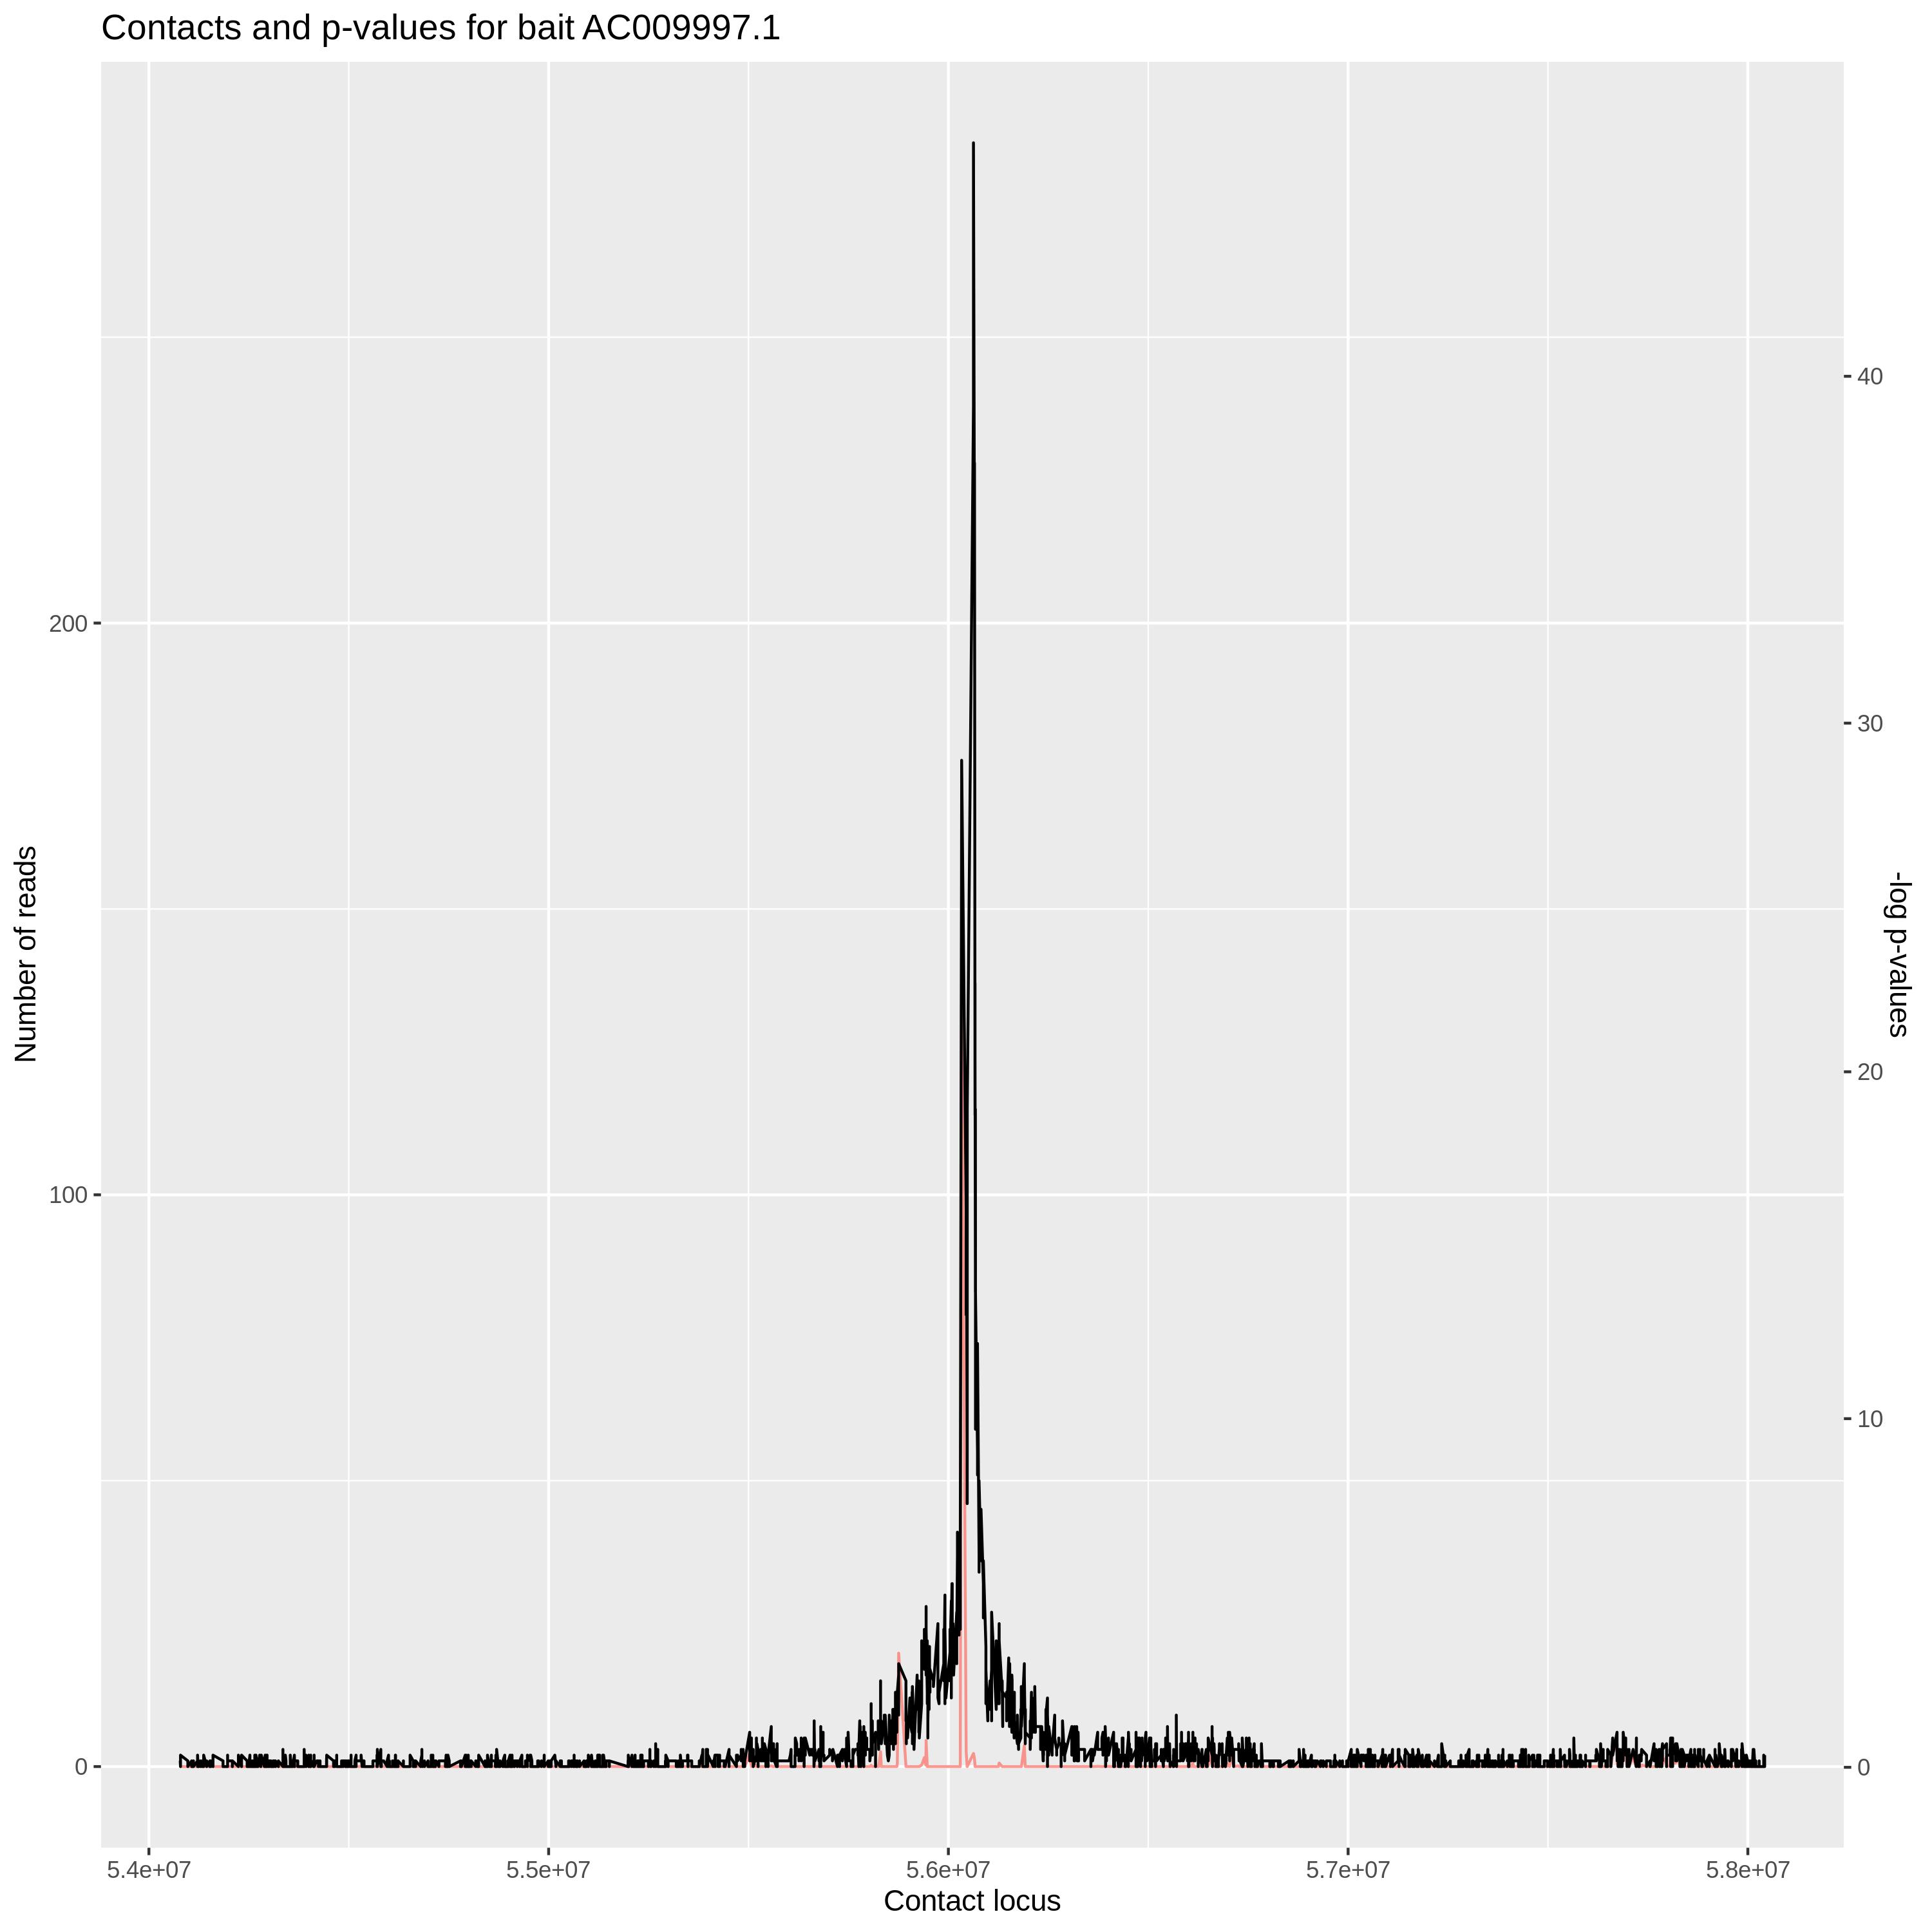 Contacts and p-values for bait AC009997.1
Number of reads
200
100
0
40
30
20
10
0
-log p-values
5.4e+07
5.5e+07
5.6e+07
5.7e+07
5.8e+07
Contact locus